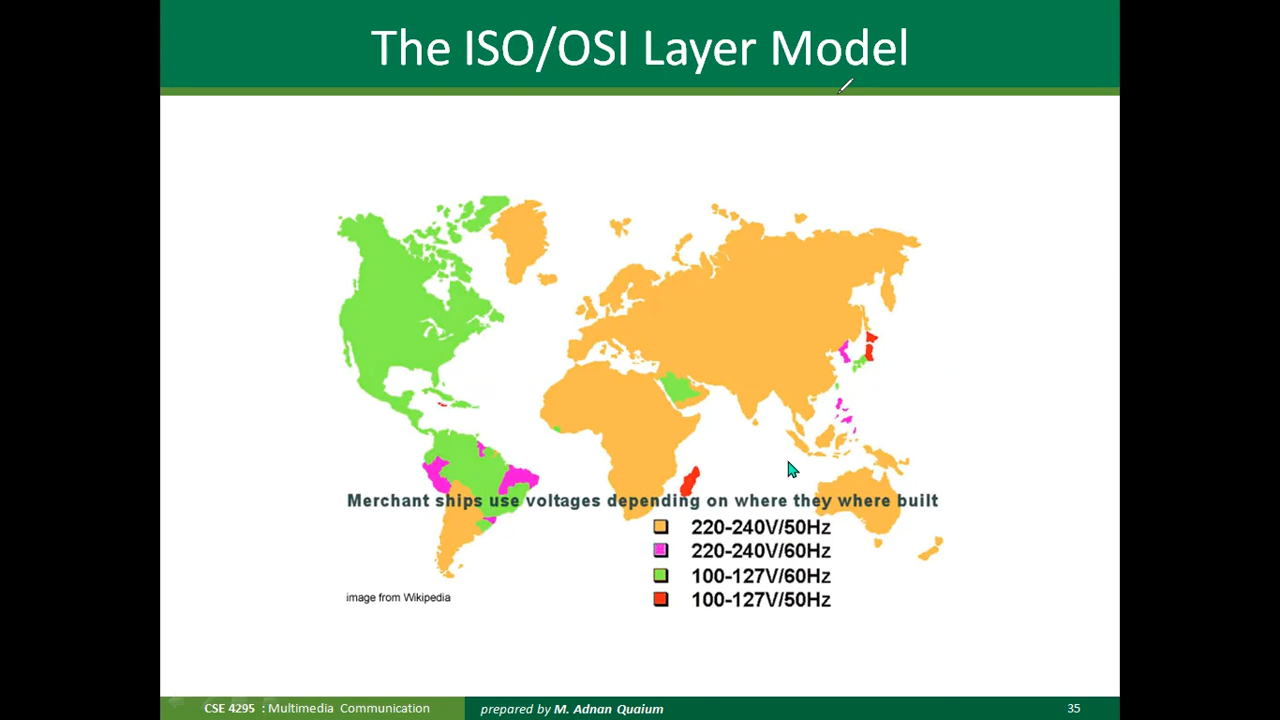 The ISO/OSI Layer Model
Merchant ships use voltages depending on where they where built
220-240V/50Hz
220-240V/60Hz
100-127V/60Hz
100-127V/50Hz
image from Wikipedia
CSE 4295 : Multimedia Communication
prepared by M. Adnan Quaium
35